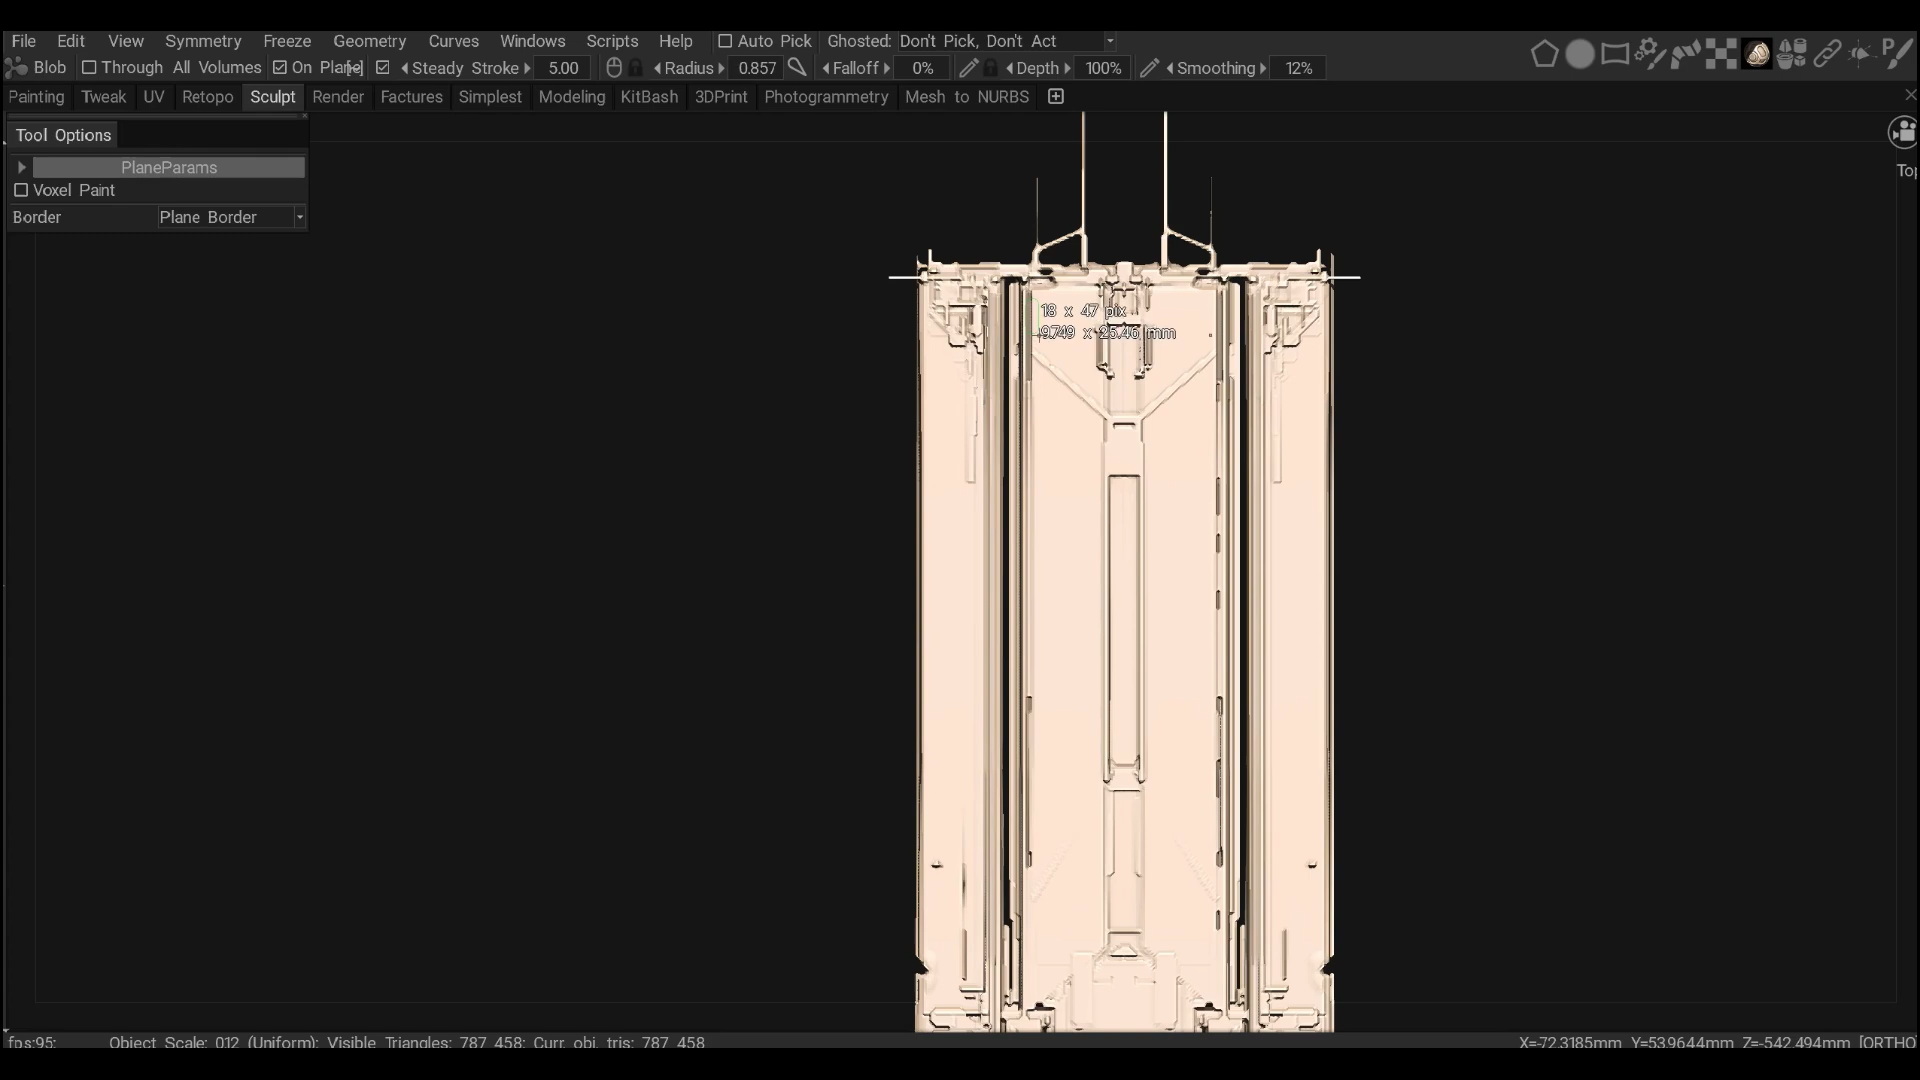 File Edit View Symmetry Freeze Geometry Curves Windows Scripts Help Auto Pick Ghosted: Don't Pick, Don't Act
Blob Through All Volumes On Plane Steady Stroke 5.00 Radius 0.857 Falloff 0% Depth 100% Smoothing 12%
Painting Tweak UV Retopo Sculpt Render Factures Simplest Modeling KitBash 3DPrint Photogrammetry Mesh to NURBS
Tool Options
PlaneParams
Voxel Paint
Border Plane Border
Top
18 x 47 pix
9.749 x 25.46 mm
fps:95; Object Scale: 012 (Uniform); Visible Triangles: 787 458; Curr. obj. tris: 787 458 X=-72.3185mm Y=53.9644mm Z=-542.494mm [ORTHO